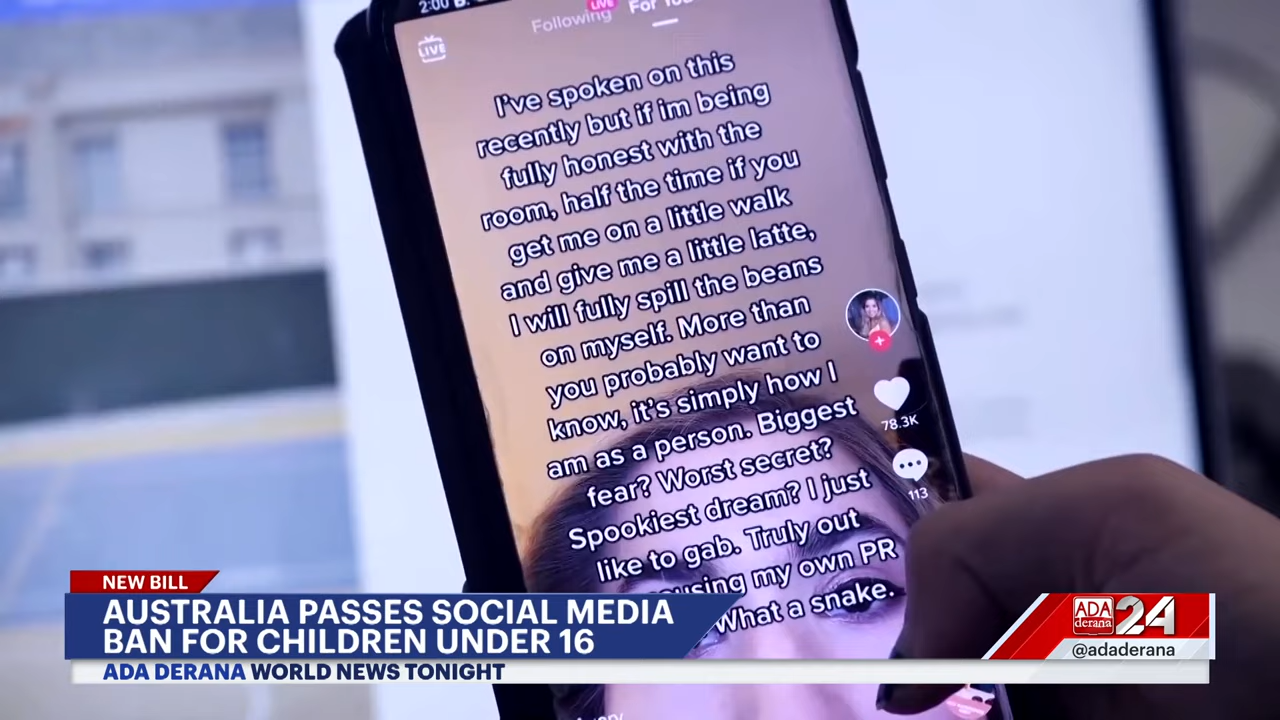 2:00
LIVE
Following
LIVE
For You
I've spoken on this
recently but if im being
fully honest with the
room, half the time if you
get me on a little walk
and give me a little latte,
I will fully spill the beans
on myself. More than
you probably want to
know, it's simply how I
am as a person. Biggest
fear? Worst secret?
Spookiest dream? I just
like to gab. Truly out
my own PR
What a snake.
78.3K
113
NEW BILL
AUSTRALIA PASSES SOCIAL MEDIA
BAN FOR CHILDREN UNDER 16
ADA DERANA WORLD NEWS TONIGHT
ADA
derana
24
@adaderana